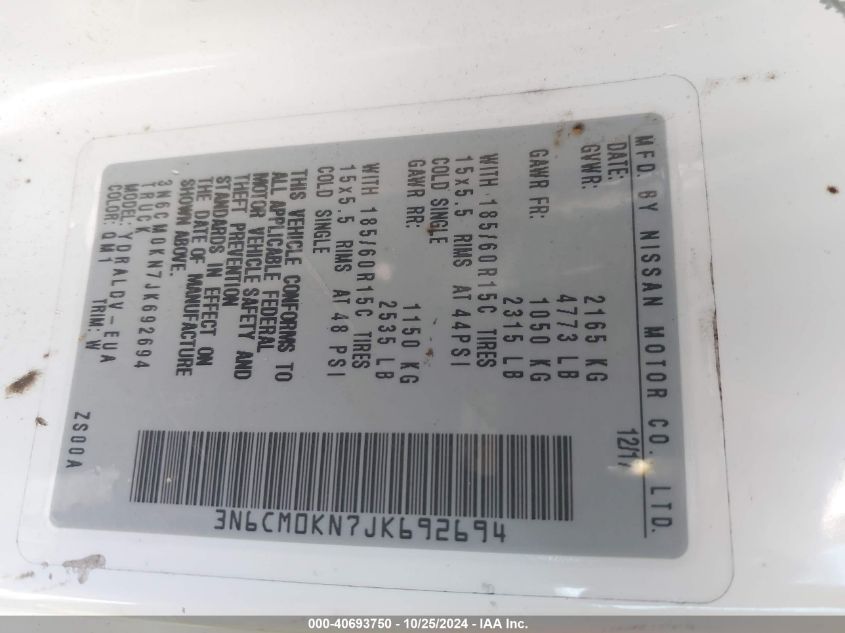 MFD. BY NISSAN MOTOR CO. LTD.
DATE: 12/17
GVWR: 2165 KG
4773 LB
GAWR FR: 1050 KG
2315 LB
WITH 185/60R15C TIRES
15x5.5 RIMS AT 44PSI
COLD SINGLE
GAWR RR: 1150 KG
2535 LB
WITH 185/60R15C TIRES
15x5.5 RIMS AT 48 PSI
COLD SINGLE
THIS VEHICLE CONFORMS TO
ALL APPLICABLE FEDERAL
MOTOR VEHICLE SAFETY AND
THEFT PREVENTION
STANDARDS IN EFFECT ON
THE DATE OF MANUFACTURE
SHOWN ABOVE.
3N6CM0KN7JK692694
TRUCK
MODEL: YDRALDV-EUA
COLOR: QM1 TRIM: W
ZS00A
3N6CM0KN7JK692694
000-40693750 - 10/25/2024 - IAA Inc.